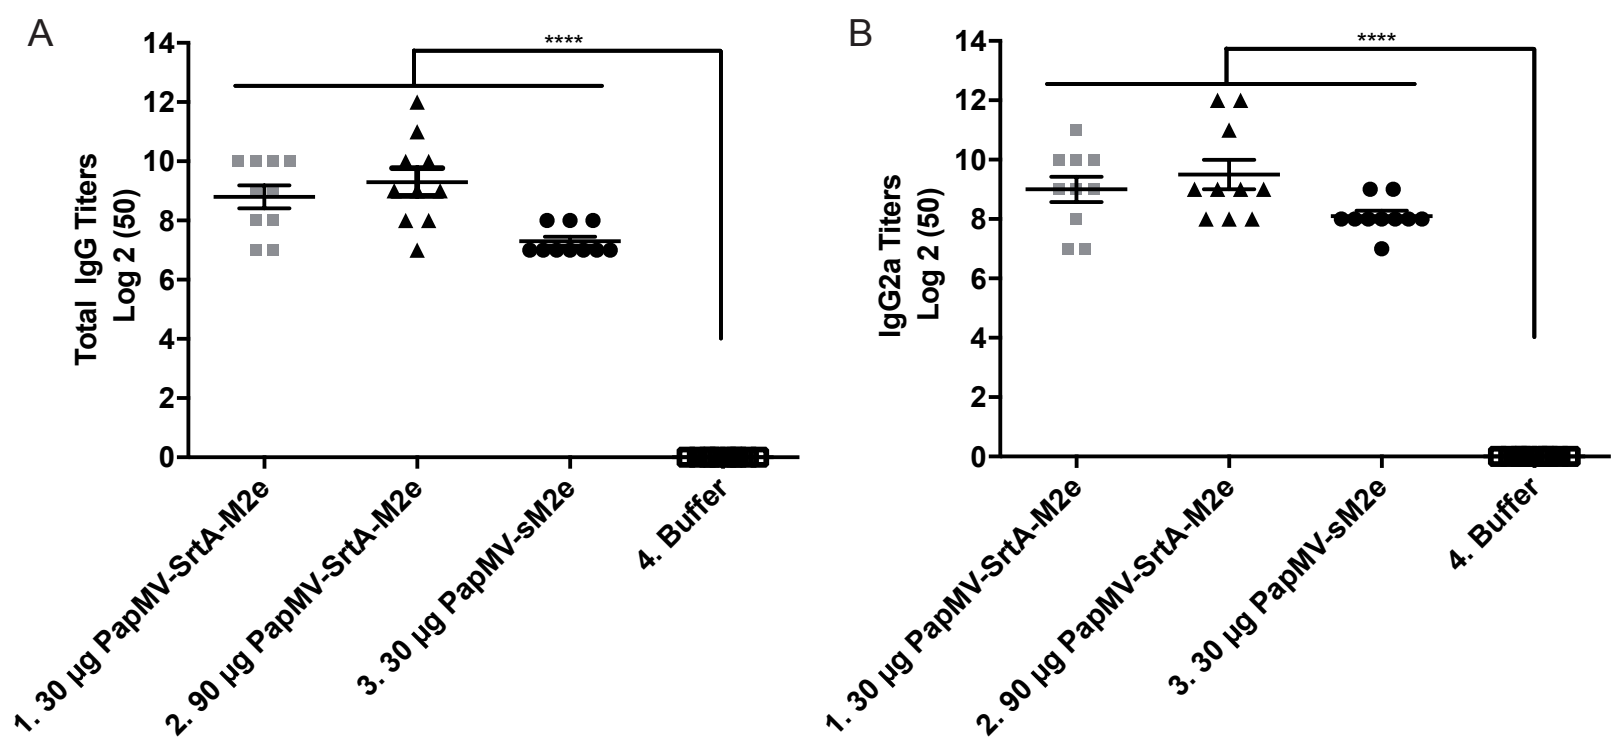 A
14
12
10
8
6
4
2
0
Total IgG Titers
Log 2 (50)
****
1. 30 µg PapMV-SrtA-M2e
2. 90 µg PapMV-SrtA-M2e
3. 30 µg PapMV-sM2e
4. Buffer
B
14
12
10
8
6
4
2
0
IgG2a Titers
Log 2 (50)
****
1. 30 µg PapMV-SrtA-M2e
2. 90 µg PapMV-SrtA-M2e
3. 30 µg PapMV-sM2e
4. Buffer